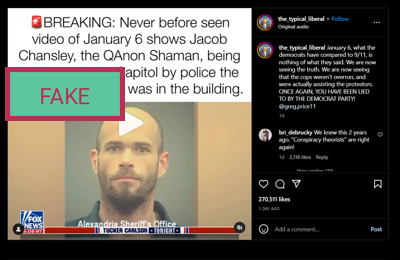 🚨BREAKING: Never before seen
video of January 6 shows Jacob
Chansley, the QAnon Shaman, being
apitol by police the
was in the building.
FAKE
Alexandria Sheriff's Office
FOX
NEWS
TUCKER CARLSON • TONIGHT
the_typical_liberal • Follow
Original audio
the_typical_liberal January 6, what the
democrats have compared to 9/11, is
nothing of what they said. We are now
seeing the truth. We are now seeing
that the cops weren't overrun, and
were actually assisting the protestors.
ONCE AGAIN, YOU HAVE BEEN LIED
TO BY THE DEMOCRAT PARTY!
@greg.price11
1d
bri_debrucky We knew this 2 years
ago. "Conspiracy theorists" are right
again!
1d 2,118 likes Reply
270,511 likes
1 DAY AGO
Add a comment...
Post